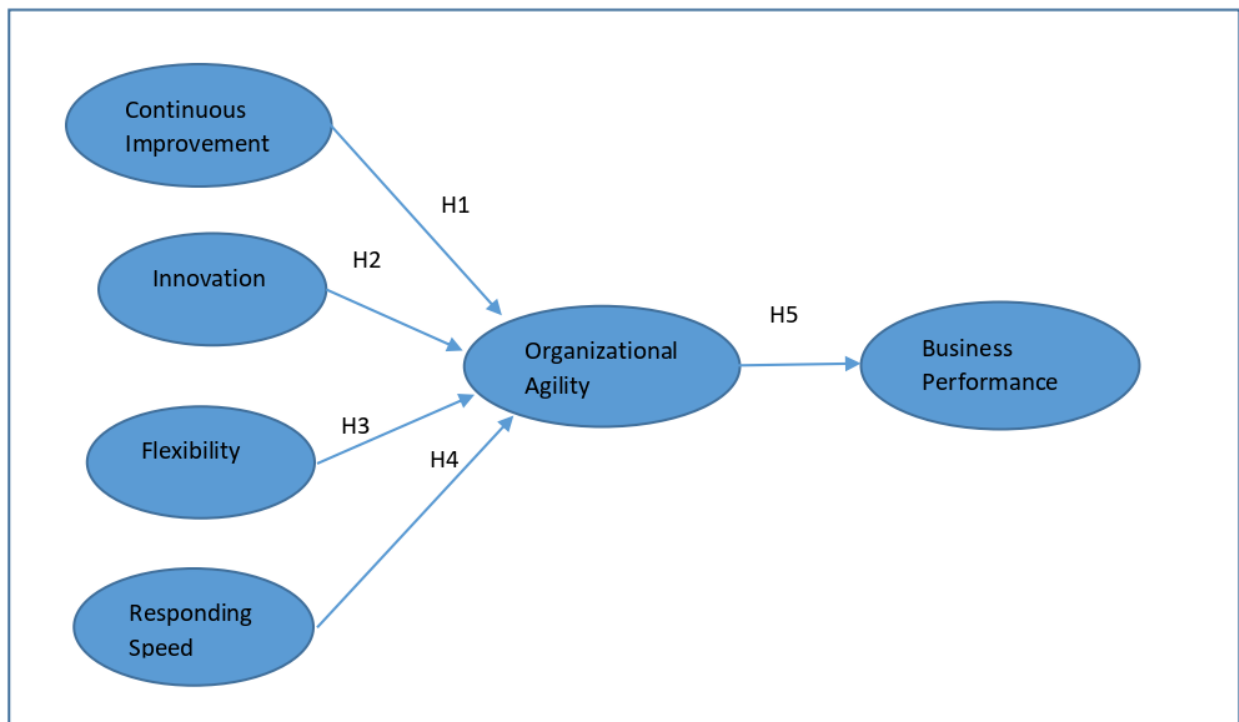 Continuous
Improvement
H1
H2
Innovation
H5
Organizational
Agility
Business
Performance
H3
Flexibility
H4
Responding
Speed